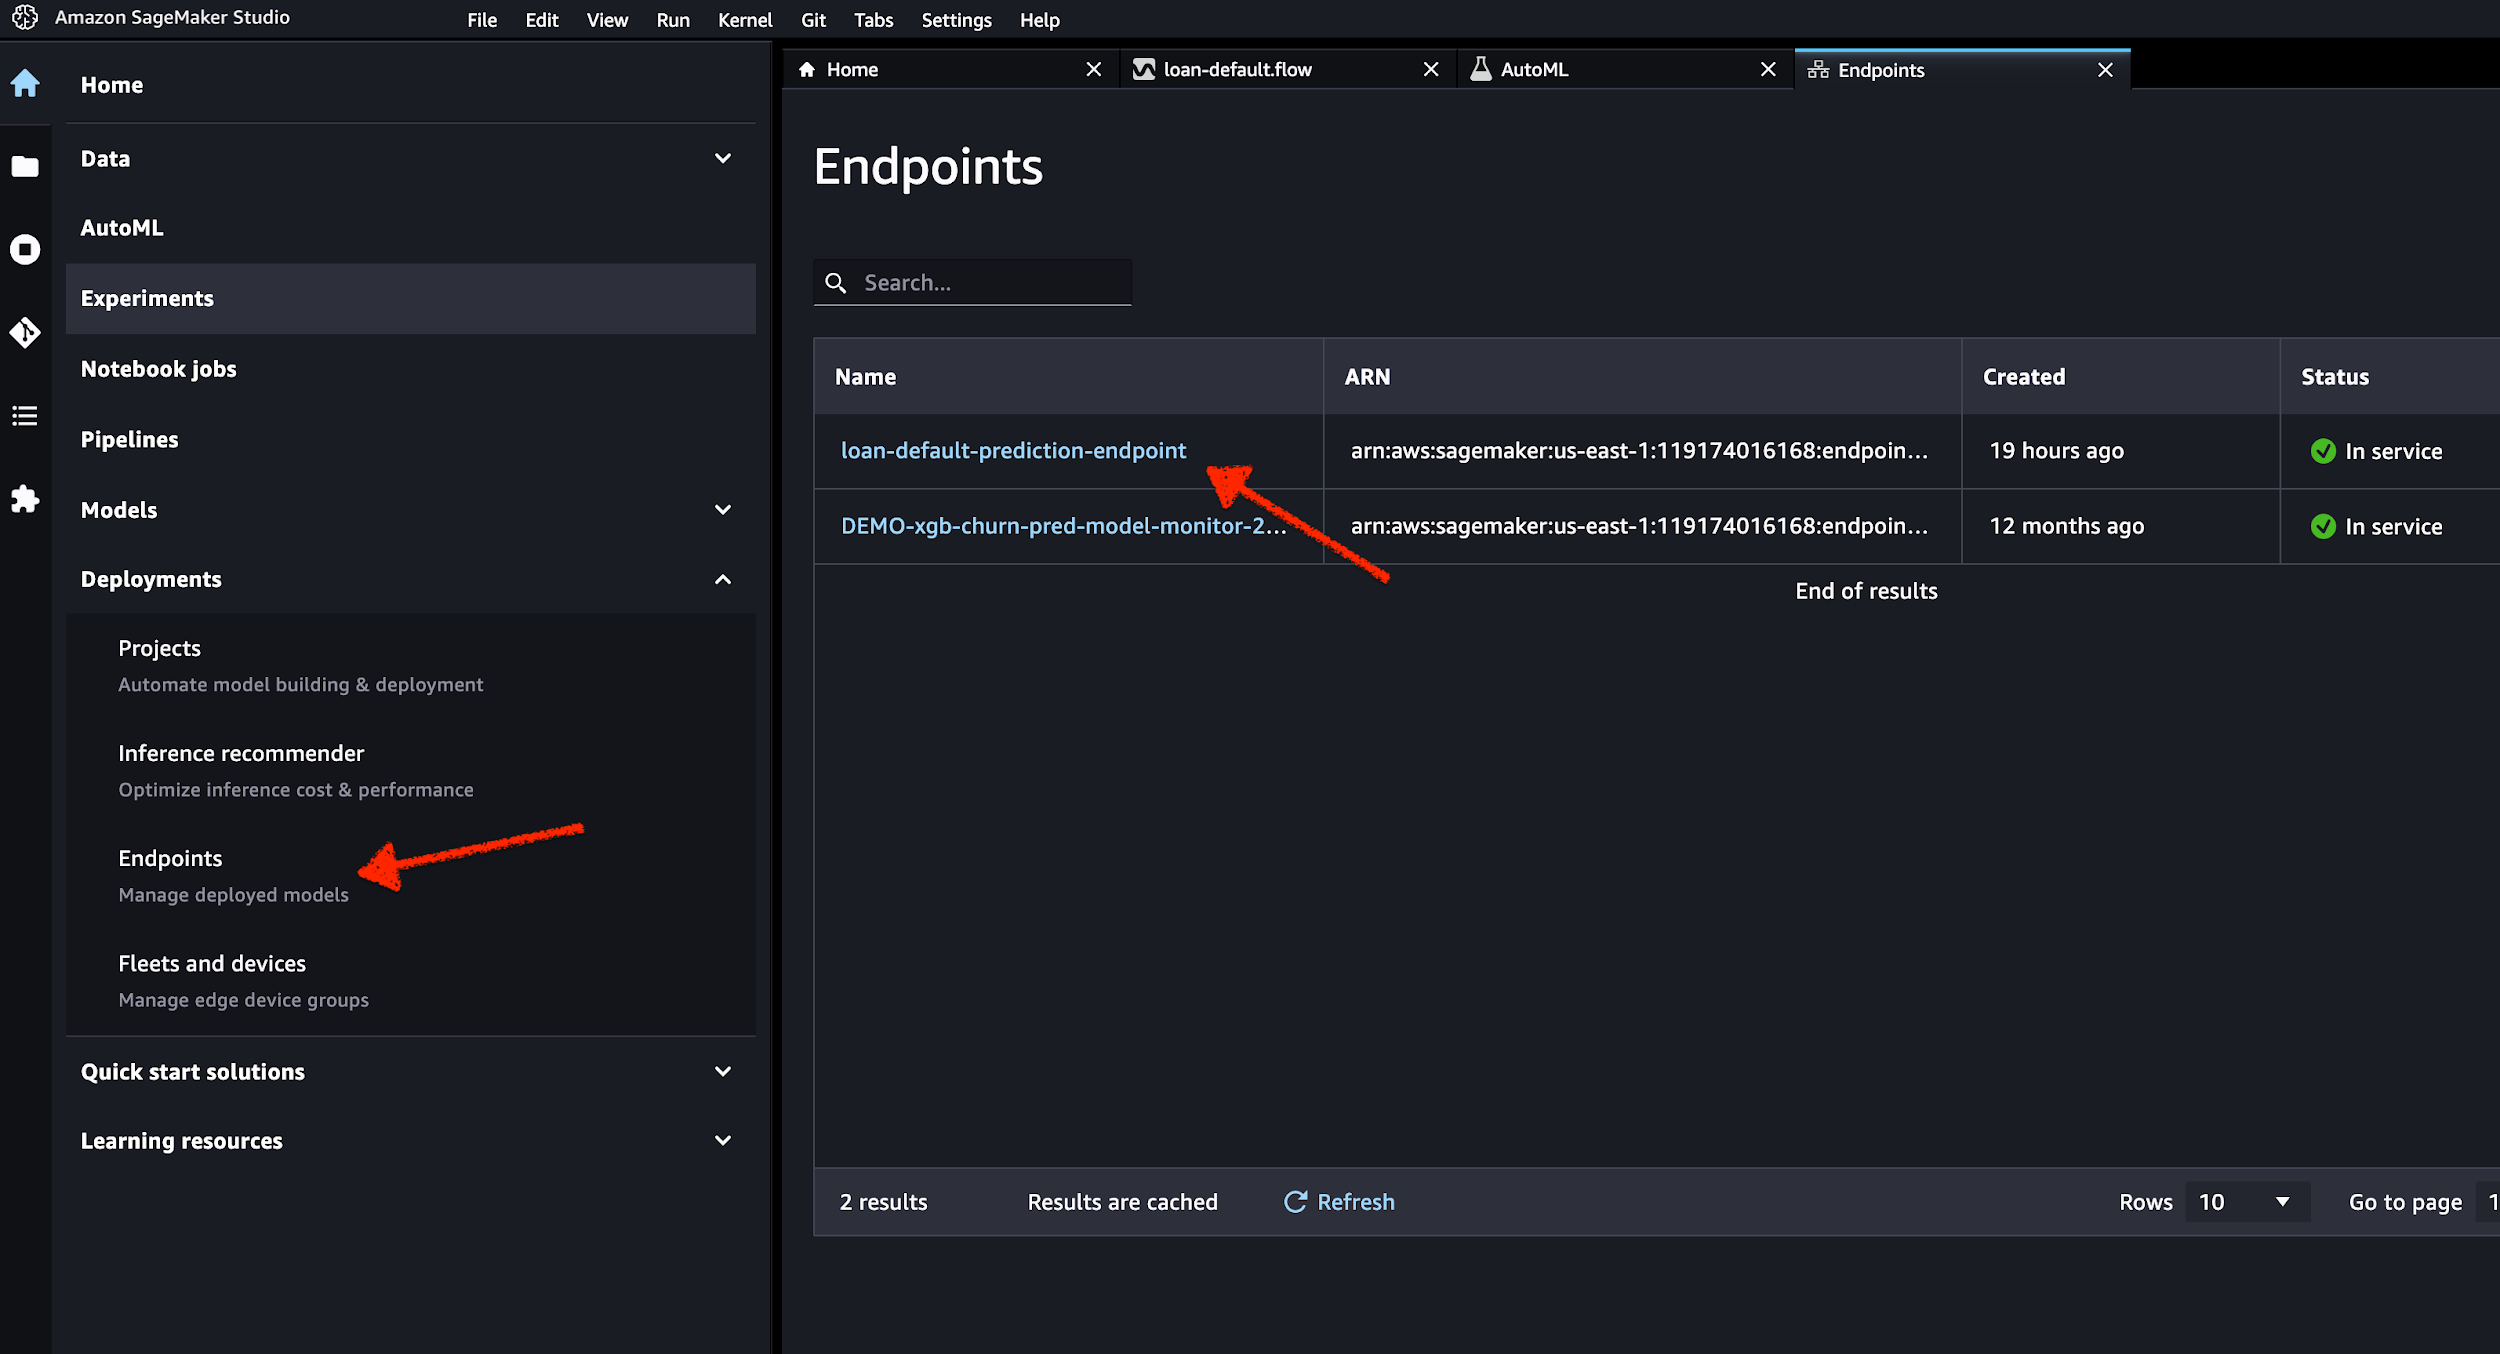 Amazon SageMaker Studio
File Edit View Run Kernel Git Tabs Settings Help
Home
Data
AutoML
Experiments
Notebook jobs
Pipelines
Models
Deployments
Projects
Automate model building & deployment
Inference recommender
Optimize inference cost & performance
Endpoints
Manage deployed models
Fleets and devices
Manage edge device groups
Quick start solutions
Learning resources
Home loan-default.flow AutoML Endpoints
Endpoints
Search...
Name ARN Created Status
loan-default-prediction-endpoint arn:aws:sagemaker:us-east-1:119174016168:endpoin... 19 hours ago In service
DEMO-xgb-churn-pred-model-monitor-2... arn:aws:sagemaker:us-east-1:119174016168:endpoin... 12 months ago In service
End of results
2 results Results are cached Refresh Rows 10 Go to page 1